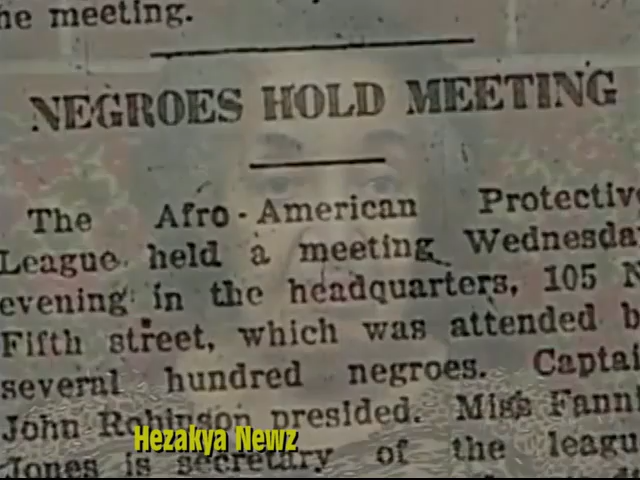 he meeting.
NEGROES HOLD MEETING
The Afro-American Protective
League held a meeting Wednesda
evening in the headquarters, 105 N
Fifth street, which was attended b
several hundred negroes. Captai
John Robinson presided. Miss Fanni
Jones is secretary of the leagu
Hezakya Newz